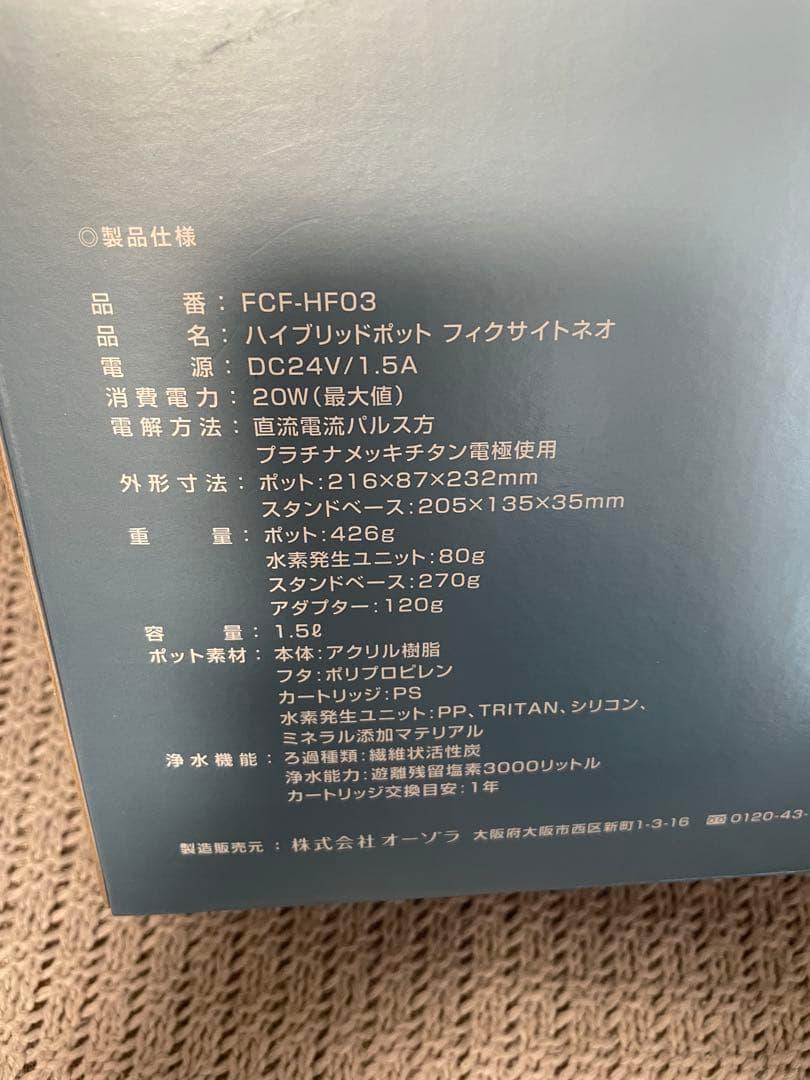 ◎製品仕様
品番：FCF-HF03
品名：ハイブリッドポット フィクサイトネオ
電源：DC24V/1.5A
消費電力：20W(最大値)
電解方法：直流電流パルス方
プラチナメッキチタン電極使用
外形寸法：ポット：216×87×232mm
スタンドベース：205×135×35mm
重量：ポット：426g
水素発生ユニット：80g
スタンドベース：270g
アダプター：120g
容量：1.5ℓ
ポット素材：本体：アクリル樹脂
フタ：ポリプロピレン
カートリッジ：PS
水素発生ユニット：PP、TRITAN、シリコン、
ミネラル添加マテリアル
浄水機能：ろ過種類：繊維状活性炭
浄水能力：遊離残留塩素3000リットル
カートリッジ交換目安：1年
製造販売元：株式会社オーゾラ 大阪府大阪市西区新町1-3-16 0120-43-